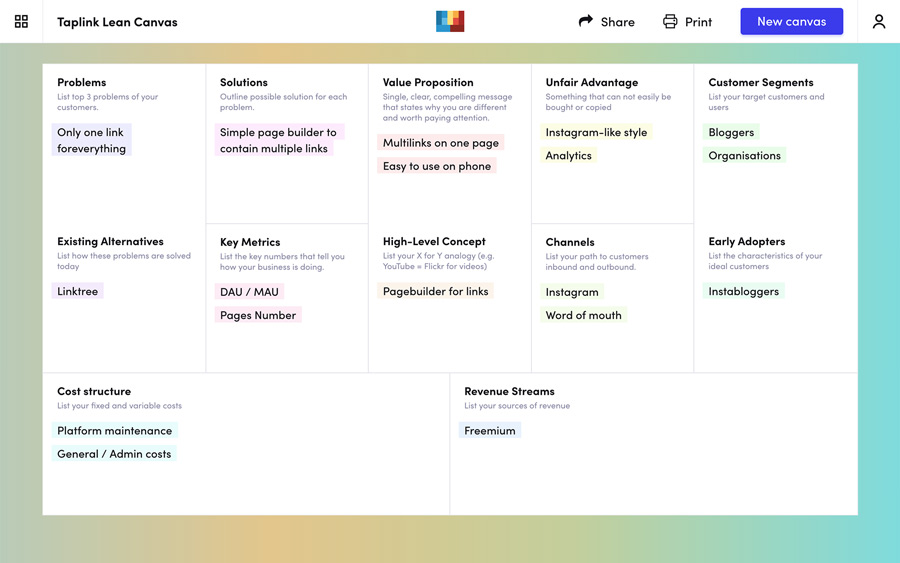 Taplink Lean Canvas
Share
Print
New canvas
Problems
List top 3 problems of your
customers.
Only one link
foreverything
Solutions
Outline possible solution for each
problem.
Simple page builder to
contain multiple links
Value Proposition
Single, clear, compelling message
that states why you are different
and worth paying attention.
Multilinks on one page
Easy to use on phone
Unfair Advantage
Something that can not easily be
bought or copied
Instagram-like style
Analytics
Customer Segments
List your target customers and
users
Bloggers
Organisations
Existing Alternatives
List how these problems are solved
today
Linktree
Key Metrics
List the key numbers that tell you
how your business is doing.
DAU / MAU
Pages Number
High-Level Concept
List your X for Y analogy (e.g.
YouTube = Flickr for videos)
Pagebuilder for links
Channels
List your path to customers
inbound and outbound.
Instagram
Word of mouth
Early Adopters
List the characteristics of your
ideal customers
Instabloggers
Cost structure
List your fixed and variable costs
Platform maintenance
General / Admin costs
Revenue Streams
List your sources of revenue
Freemium